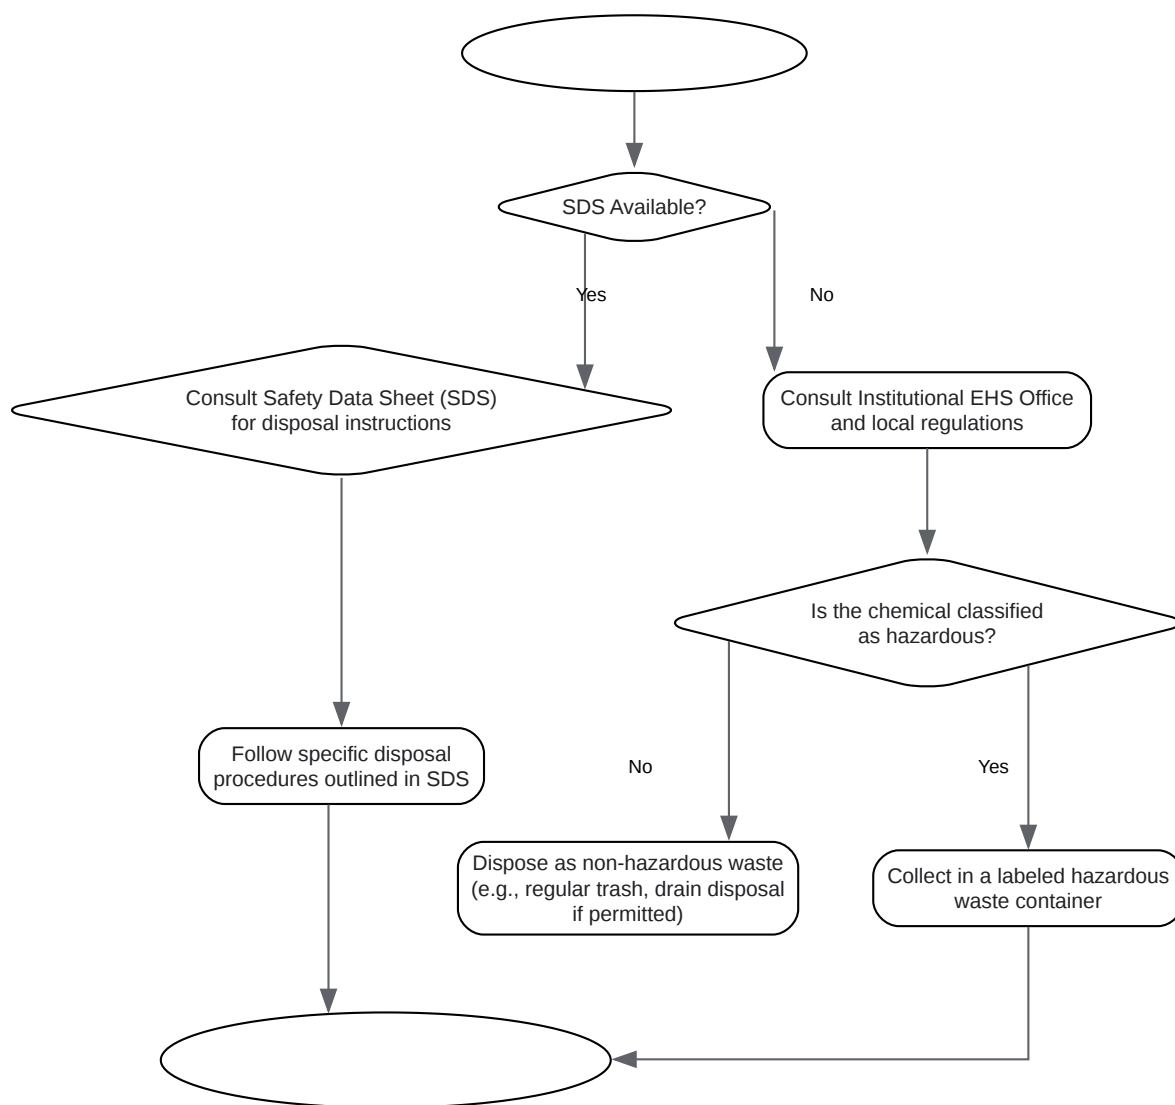 SDS Available?
Yes
No
Consult Safety Data Sheet (SDS)
for disposal instructions
Consult Institutional EHS Office
and local regulations
Is the chemical classified
as hazardous?
Follow specific disposal
procedures outlined in SDS
No
Yes
Dispose as non-hazardous waste
(e.g., regular trash, drain disposal
if permitted)
Collect in a labeled hazardous
waste container